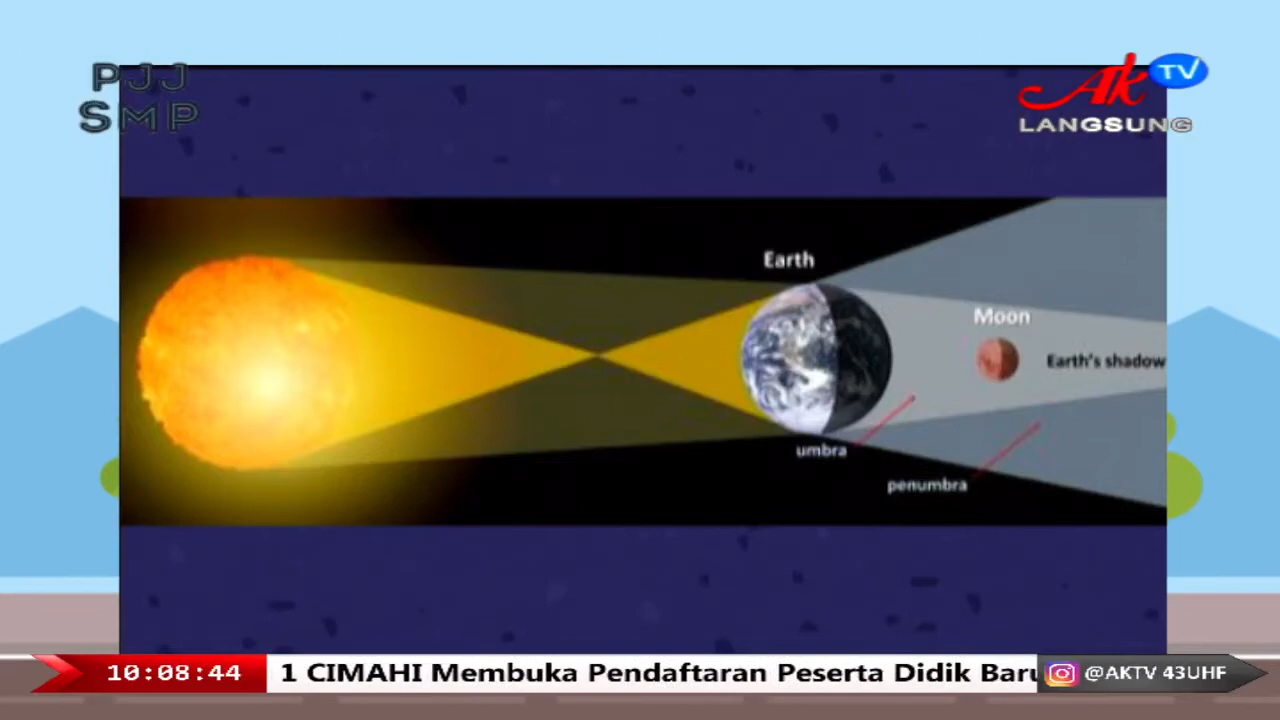 PJJ
SMP
Ak TV
LANGSUNG
Earth
Moon
Earth's shadow
umbra
penumbra
10:08:44
1 CIMAHI Membuka Pendaftaran Peserta Didik Baru
@AKTV 43UHF